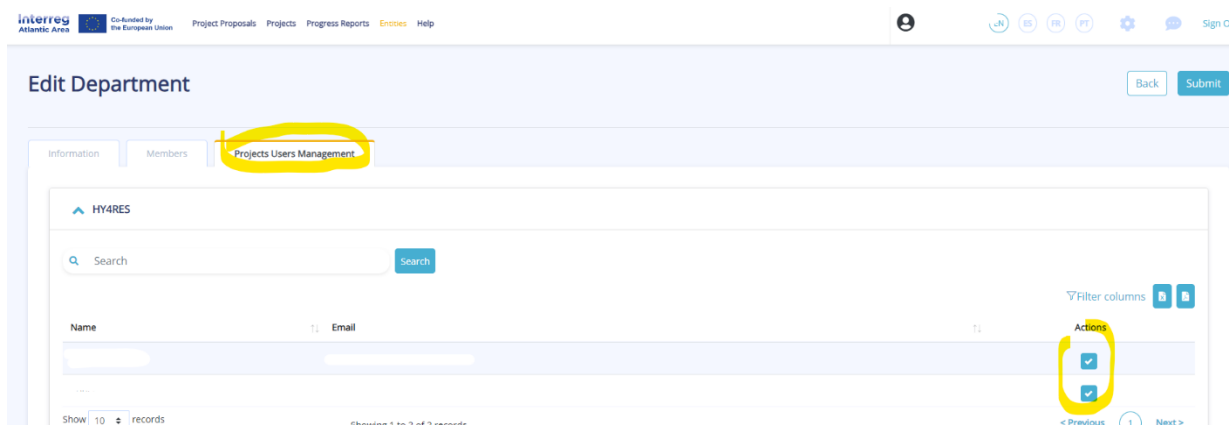 Interreg
Atlantic Area
Co-funded by
the European Union
Project Proposals Projects Progress Reports Entities Help
EN ES FR PT
Sign O
Edit Department
Back Submit
Information Members Projects Users Management
HY4RES
Search Search
Filter columns
Name Email Actions
Show 10 records Showing 1 to 2 of 2 records < Previous 1 Next >